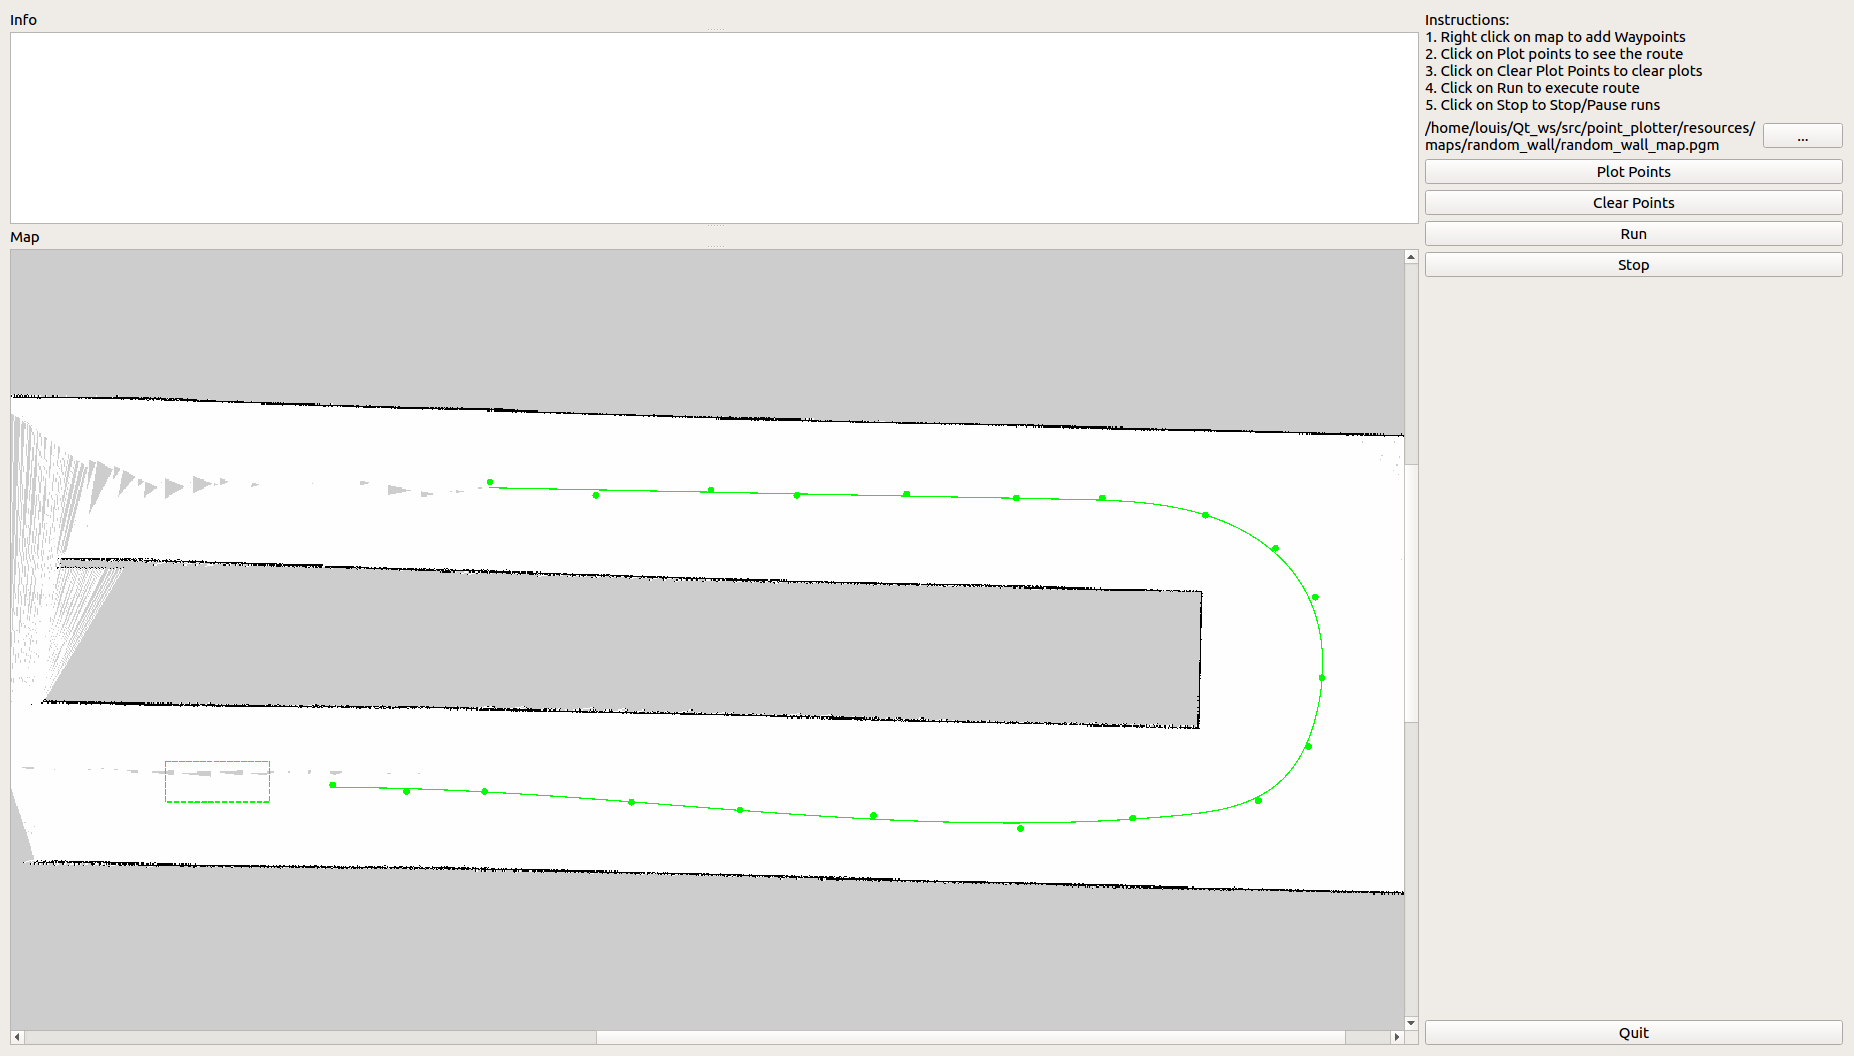 Info
Map
Instructions:
1. Right click on map to add Waypoints
2. Click on Plot points to see the route
3. Click on Clear Plot Points to clear plots
4. Click on Run to execute route
5. Click on Stop to Stop/Pause runs
/home/louis/Qt_ws/src/point_plotter/resources/
maps/random_wall/random_wall_map.pgm
...
Plot Points
Clear Points
Run
Stop
Quit